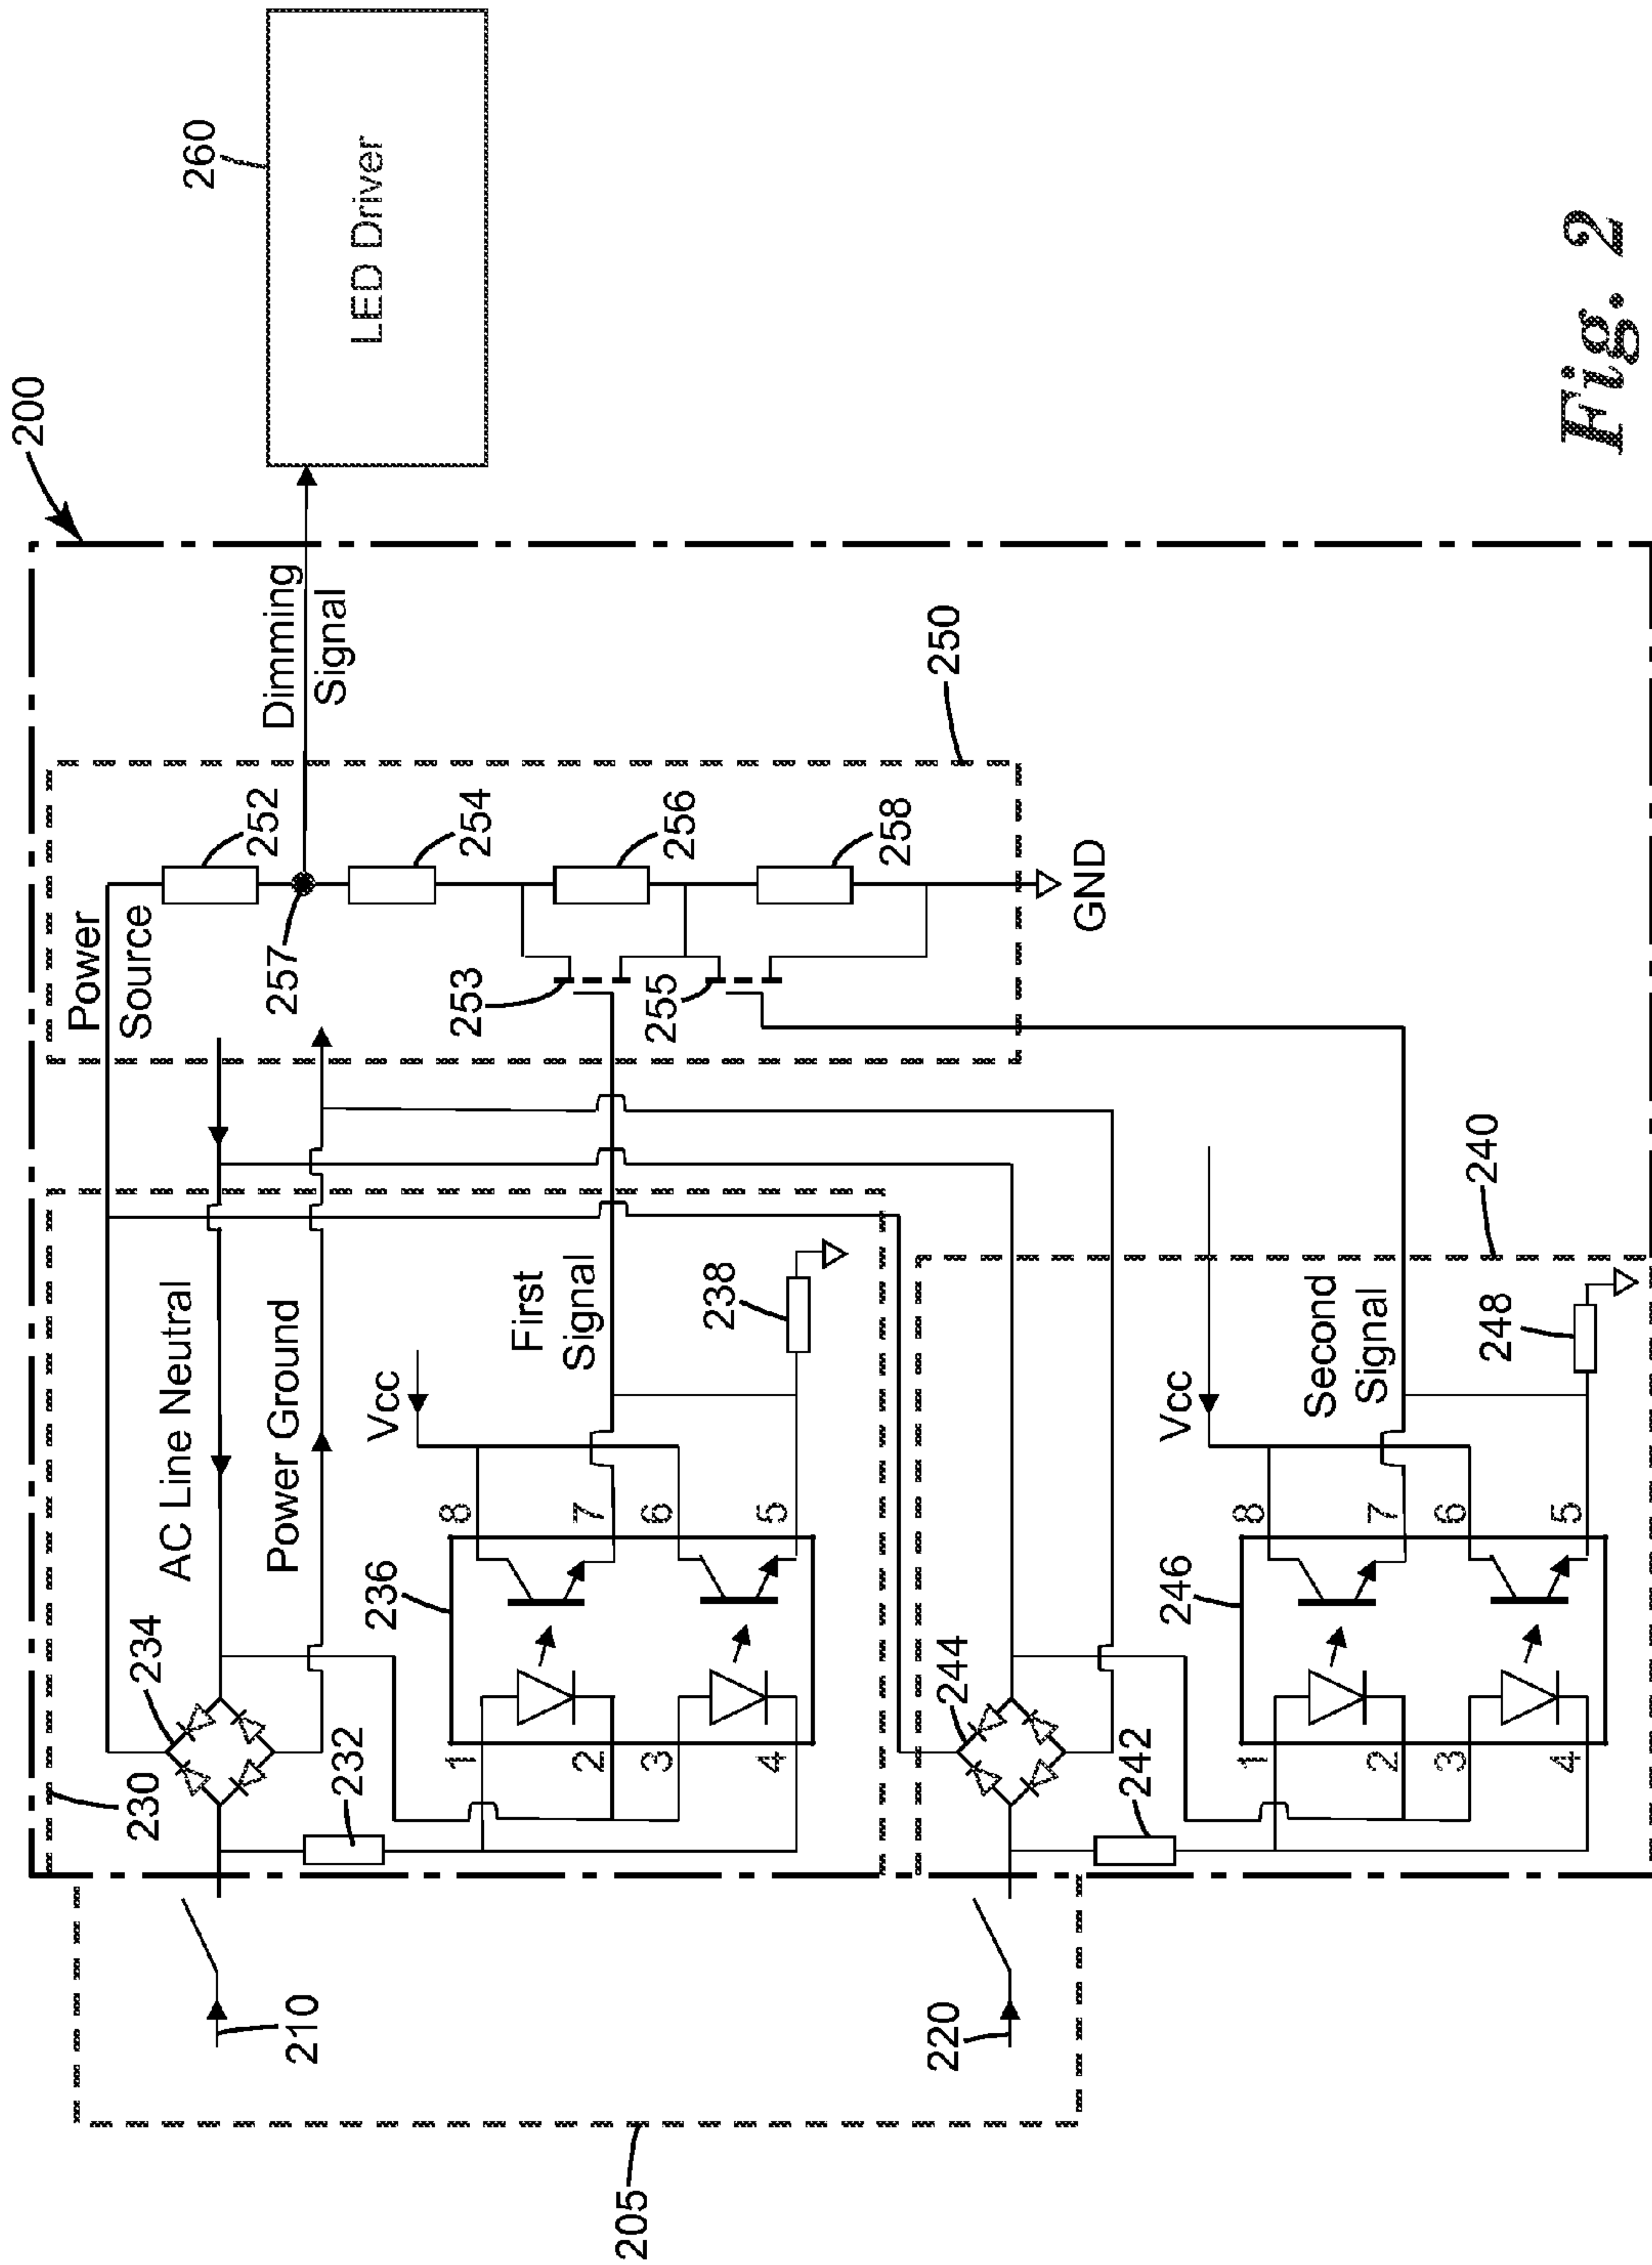 200
260
LED Driver
Dimming
Signal
Power
Source
252
257
254
256
258
253
255
250
GND
AC Line Neutral
Power Ground
234
230
232
236
Vcc
First
Signal
238
1
2
3
4
8
7
6
5
240
244
242
246
Vcc
Second
Signal
248
1
2
3
4
8
7
6
5
210
220
205
Fig. 2